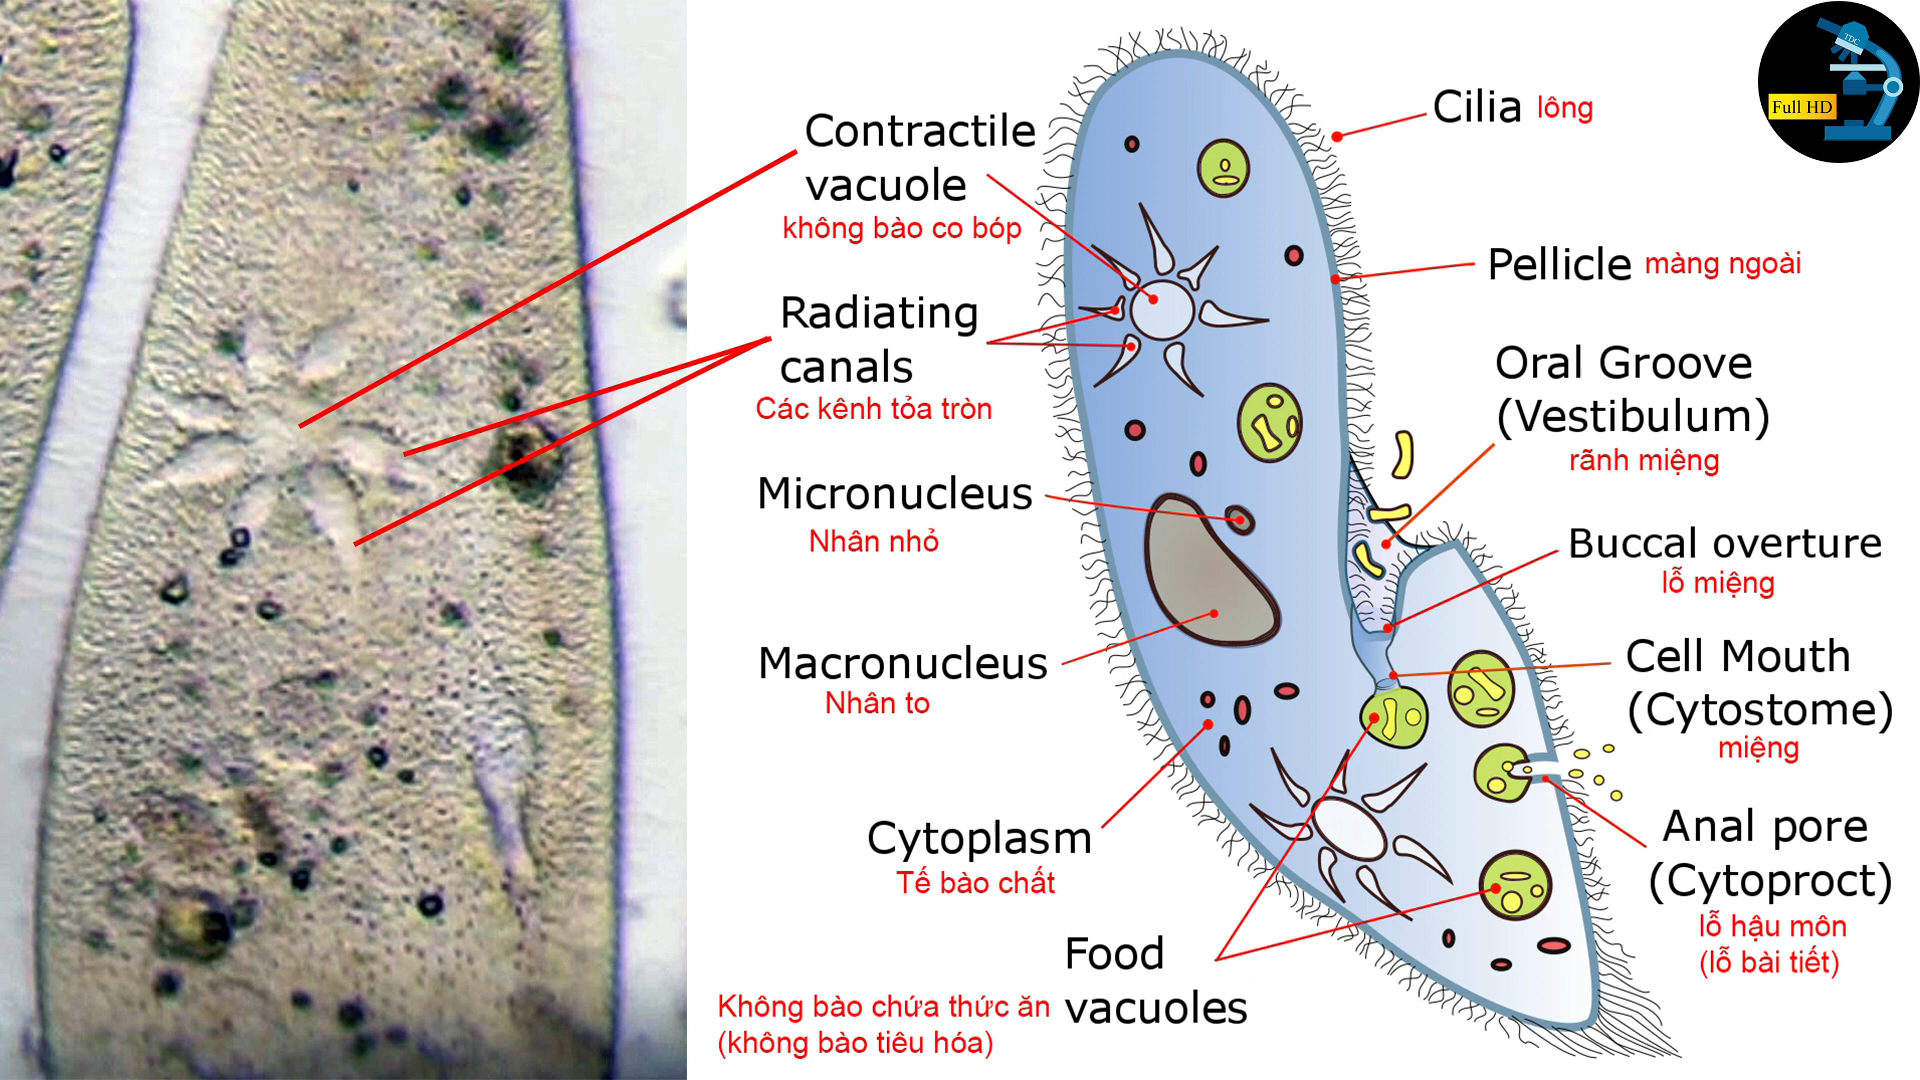 TDC
Full HD
Contractile
vacuole
không bào co bóp
Cilia lông
Pellicle màng ngoài
Radiating
canals
Các kênh tỏa tròn
Oral Groove
(Vestibulum)
rãnh miệng
Micronucleus
Nhân nhỏ
Buccal overture
lỗ miệng
Macronucleus
Nhân to
Cell Mouth
(Cytostome)
miệng
Cytoplasm
Tế bào chất
Anal pore
(Cytoproct)
lỗ hậu môn
(lỗ bài tiết)
Food
vacuoles
Không bào chứa thức ăn
(không bào tiêu hóa)